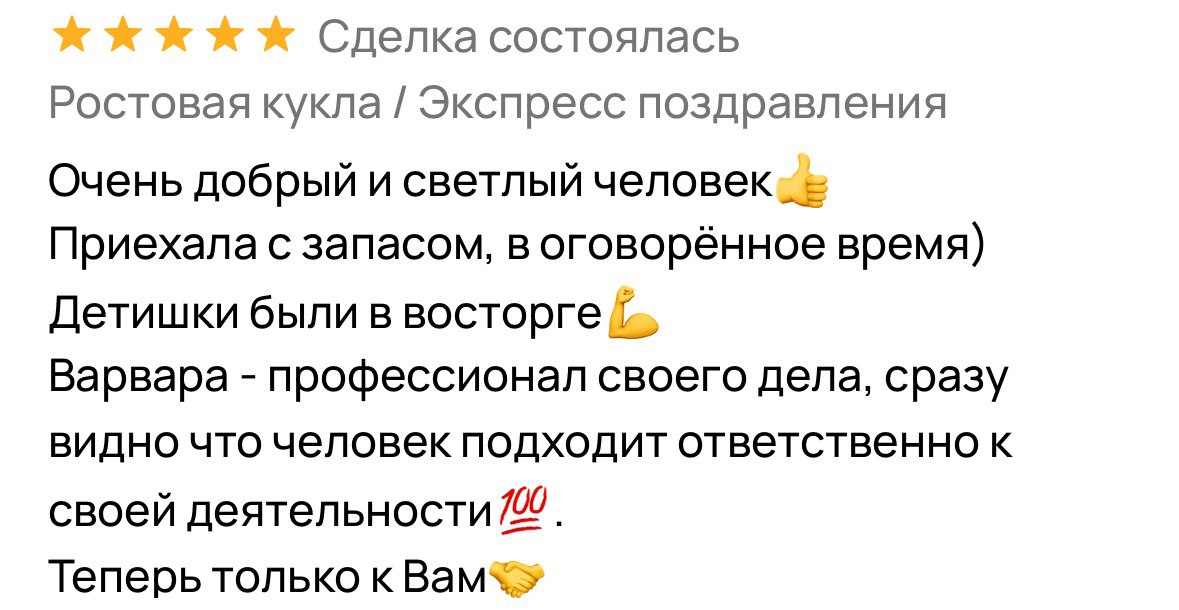 ★★★★★ Сделка состоялась
Ростовая кукла / Экспресс поздравления
Очень добрый и светлый человек👍
Приехала с запасом, в оговорённое время)
Детишки были в восторге💪
Варвара - профессионал своего дела, сразу
видно что человек подходит ответственно к
своей деятельности💯.
Теперь только к Вам🤝